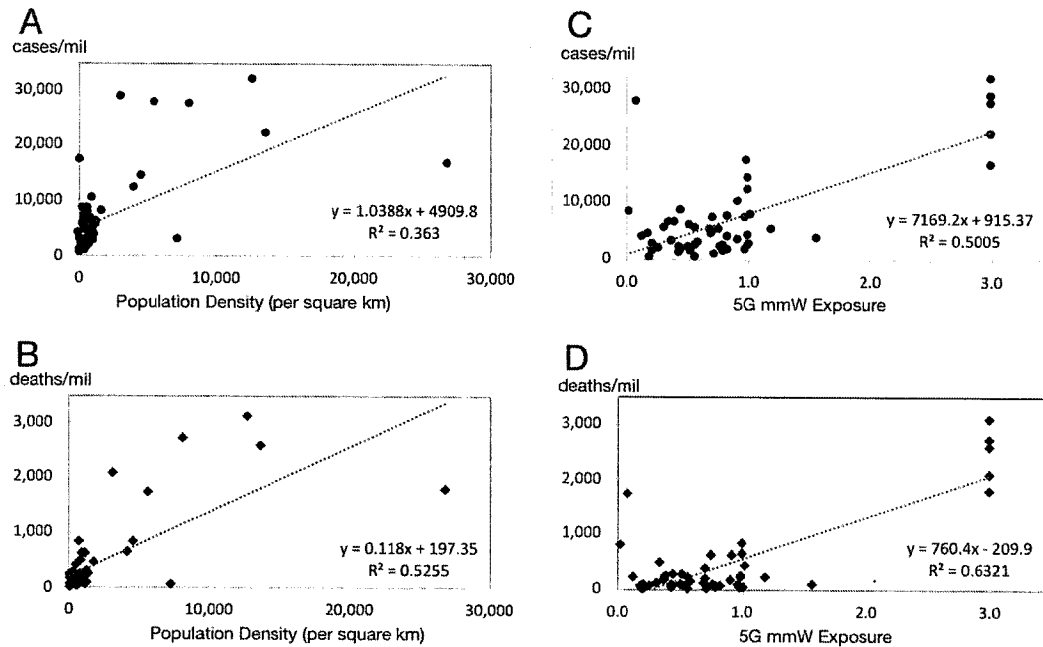 A
cases/mil
30,000
20,000
10,000
0
y = 1.0388x + 4909.8
R² = 0.363
0 10,000 20,000 30,000
Population Density (per square km)
C
cases/mil
30,000
20,000
10,000
0
y = 7169.2x + 915.37
R² = 0.5005
0.0 1.0 2.0 3.0
5G mmW Exposure
B
deaths/mil
3,000
2,000
1,000
0
y = 0.118x + 197.35
R² = 0.5255
0 10,000 20,000 30,000
Population Density (per square km)
D
deaths/mil
3,000
2,000
1,000
0
y = 760.4x - 209.9
R² = 0.6321
0.0 1.0 2.0 3.0
5G mmW Exposure